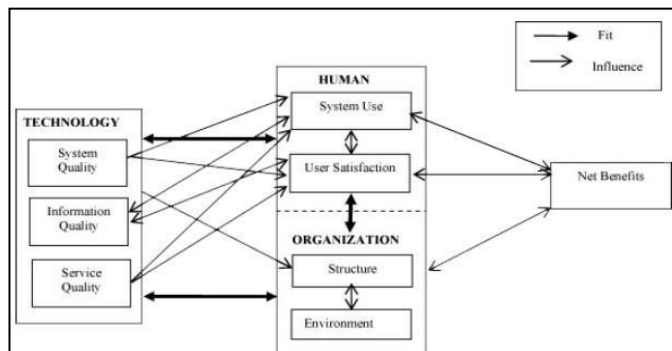 Fit
Influence
HUMAN
System Use
User Satisfaction
TECHNOLOGY
System
Quality
Information
Quality
Service
Quality
ORGANIZATION
Structure
Environment
Net Benefits